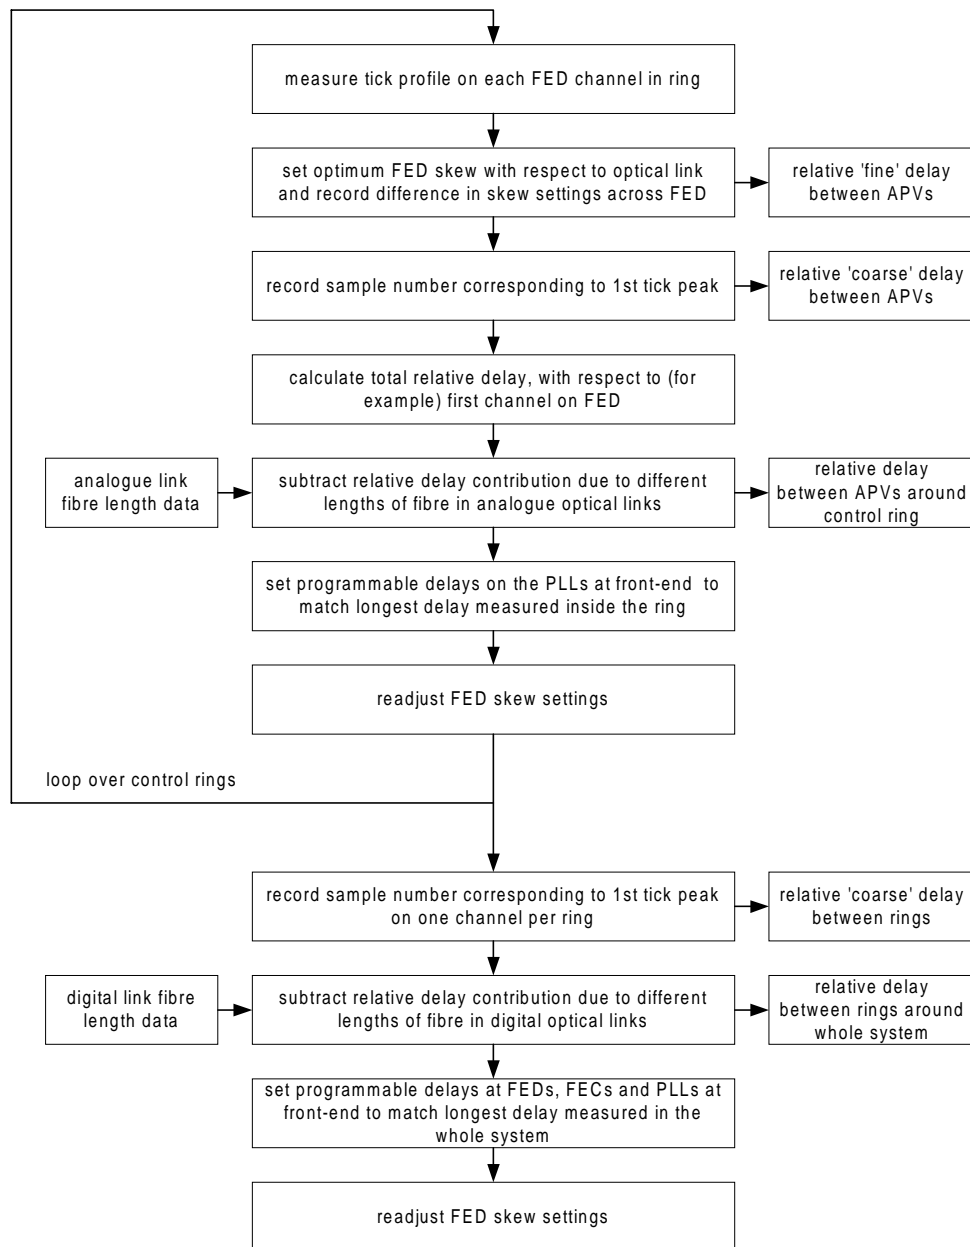 measure tick profile on each FED channel in ring
set optimum FED skew with respect to optical link
and record difference in skew settings across FED
relative 'fine' delay
between APVs
record sample number corresponding to 1st tick peak
relative 'coarse' delay
between APVs
calculate total relative delay, with respect to (for
example) first channel on FED
analogue link
fibre length data
subtract relative delay contribution due to different
lengths of fibre in analogue optical links
relative delay
between APVs around
control ring
set programmable delays on the PLLs at front-end to
match longest delay measured inside the ring
readjust FED skew settings
loop over control rings
record sample number corresponding to 1st tick peak
on one channel per ring
relative 'coarse' delay
between rings
digital link fibre
length data
subtract relative delay contribution due to different
lengths of fibre in digital optical links
relative delay
between rings around
whole system
set programmable delays at FEDs, FECs and PLLs at
front-end to match longest delay measured in the
whole system
readjust FED skew settings